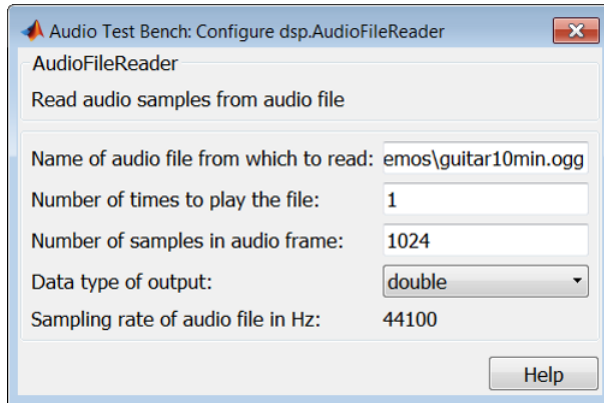 Audio Test Bench: Configure dsp.AudioFileReader
AudioFileReader
Read audio samples from audio file
Name of audio file from which to read: emos\guitar10min.ogg
Number of times to play the file: 1
Number of samples in audio frame: 1024
Data type of output: double
Sampling rate of audio file in Hz: 44100
Help